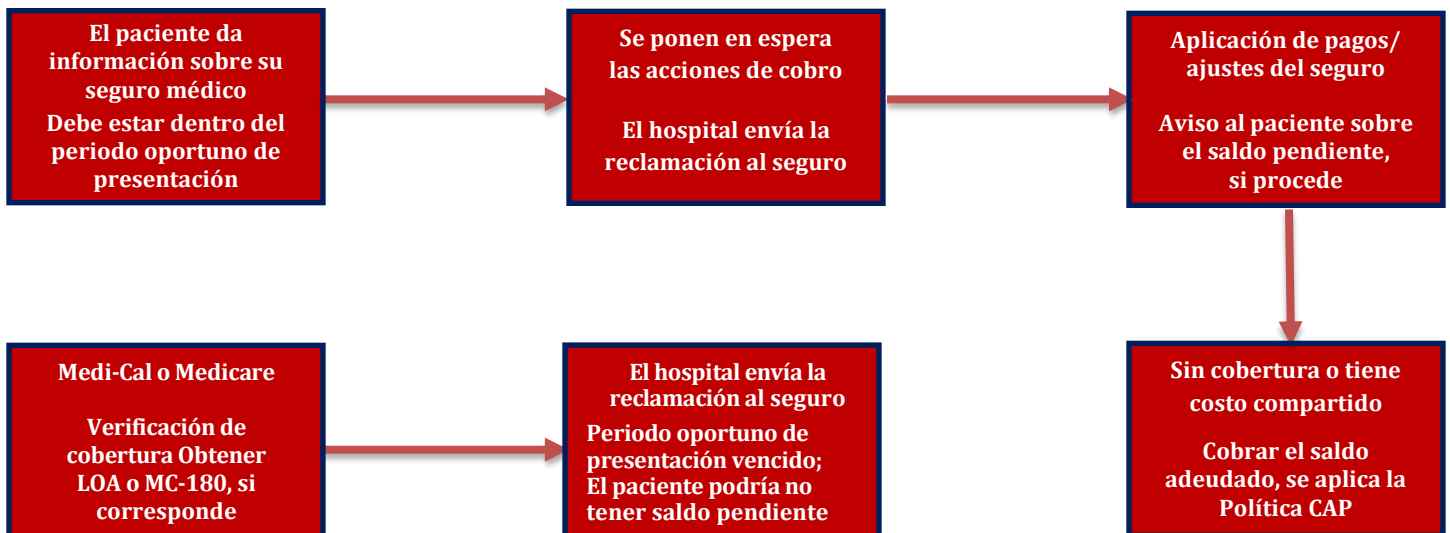 El paciente da
información sobre su
seguro médico
Debe estar dentro del
periodo oportuno de
presentación
Se ponen en espera
las acciones de cobro
El hospital envía la
reclamación al seguro
Aplicación de pagos/
ajustes del seguro
Aviso al paciente sobre
el saldo pendiente,
si procede
Medi-Cal o Medicare
Verificación de
cobertura Obtener
LOA o MC-180, si
corresponde
El hospital envía la
reclamación al seguro
Periodo oportuno de
presentación vencido;
El paciente podría no
tener saldo pendiente
Sin cobertura o tiene
costo compartido
Cobrar el saldo
adeudado, se aplica la
Política CAP